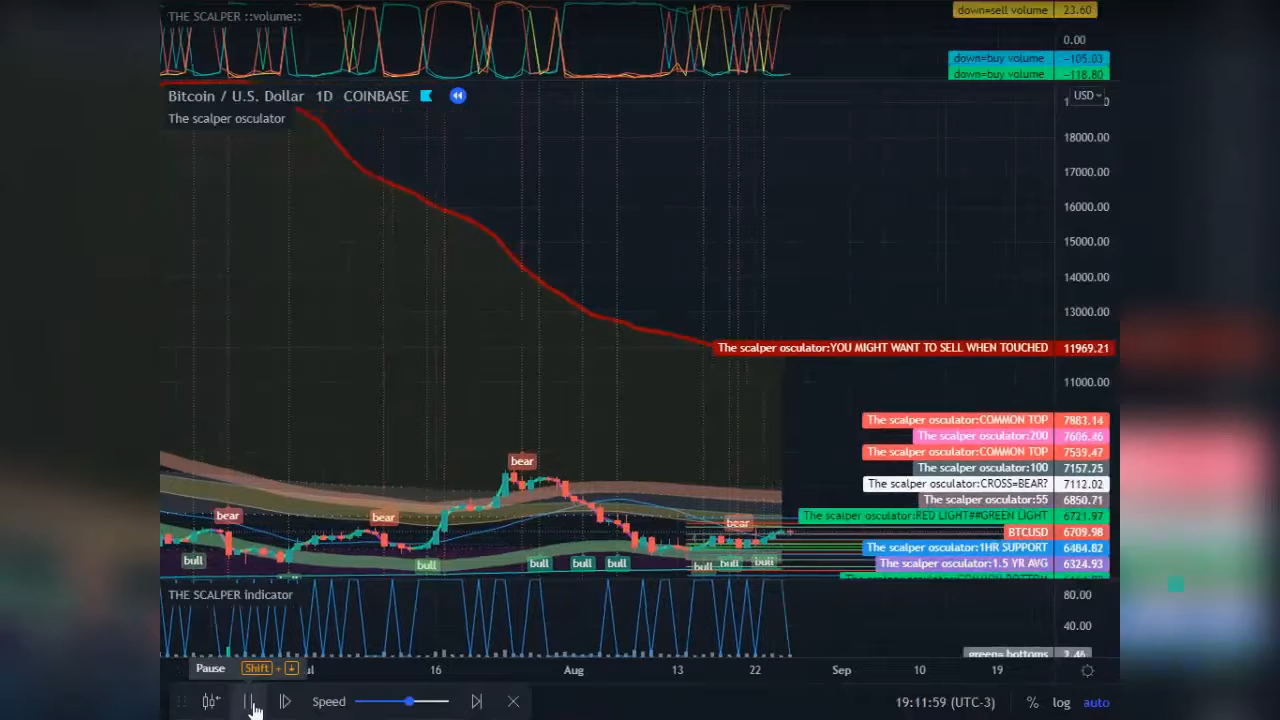 THE SCALPER ::volume::
down=sell volume 23.60
0.00
down=buy volume −105.03
down=buy volume −118.80
Bitcoin / U.S. Dollar 1D COINBASE
USD
The scalper osculator
18000.00
17000.00
16000.00
15000.00
14000.00
13000.00
The scalper osculator:YOU MIGHT WANT TO SELL WHEN TOUCHED 11969.21
11000.00
The scalper osculator:COMMON TOP 7883.14
The scalper osculator:200 7606.46
The scalper osculator:COMMON TOP 7539.47
bear
The scalper osculator:100 7157.25
The scalper osculator:CROSS=BEAR? 7112.02
The scalper osculator:55 6850.71
bear bear bear
The scalper osculator:RED LIGHT##GREEN LIGHT 6721.97
BTCUSD 6709.98
The scalper osculator:1HR SUPPORT 6484.82
bull bull bull bull bull bull bull bull
The scalper osculator:1.5 YR AVG 6324.93
THE SCALPER indicator
80.00
40.00
green= bottoms 2.46
Pause Shift + ↓
16 Aug 13 22 Sep 10 19
Speed
19:11:59 (UTC-3) % log auto